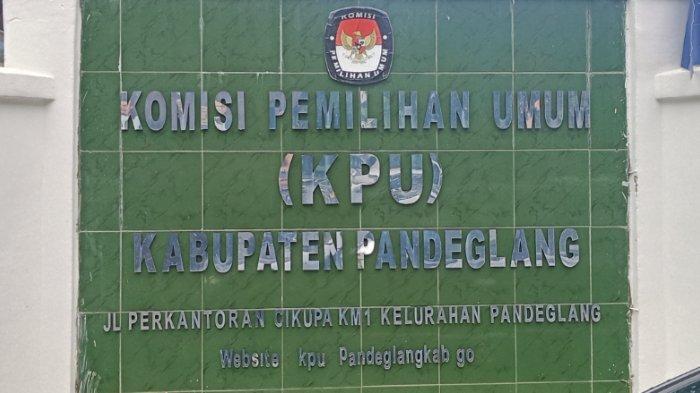 KOMISI
PEMILIHAN UMUM
KOMISI PEMILIHAN UMUM
(KPU)
KABUPATEN PANDEGLANG
JL PERKANTORAN CIKUPA KM1 KELURAHAN PANDEGLANG
Website kpu Pandeglangkab go